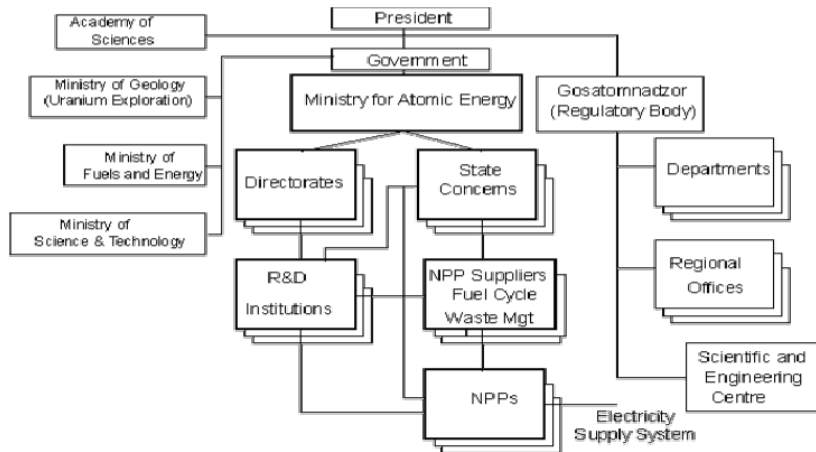 President
Academy of
Sciences
Government
Ministry of Geology
(Uranium Exploration)
Ministry for Atomic Energy
Gosatomnadzor
(Regulatory Body)
Ministry of
Fuels and Energy
Directorates
State
Concerns
Departments
Ministry of
Science & Technology
R&D
Institutions
NPP Suppliers
Fuel Cycle
Waste Mgt
Regional
Offices
Scientific and
Engineering
Centre
NPPs
Electricity
Supply System